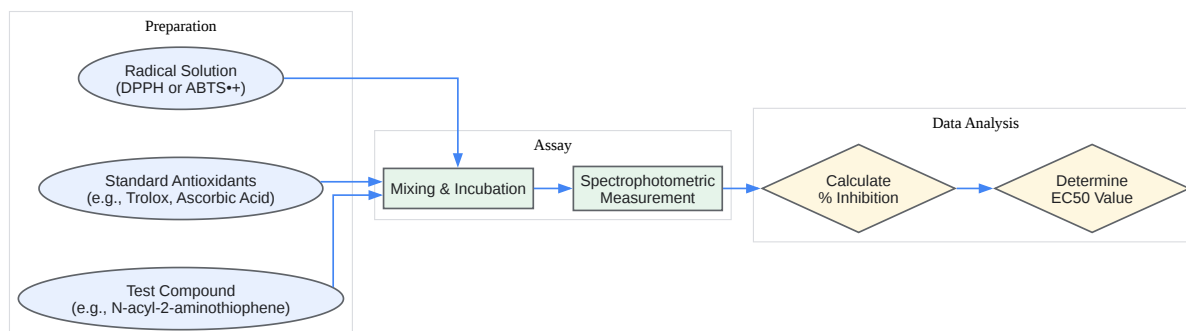 Preparation
Radical Solution
(DPPH or ABTS•+)
Standard Antioxidants
(e.g., Trolox, Ascorbic Acid)
Test Compound
(e.g., N-acyl-2-aminothiophene)
Assay
Mixing & Incubation
Spectrophotometric
Measurement
Data Analysis
Calculate
% Inhibition
Determine
EC50 Value